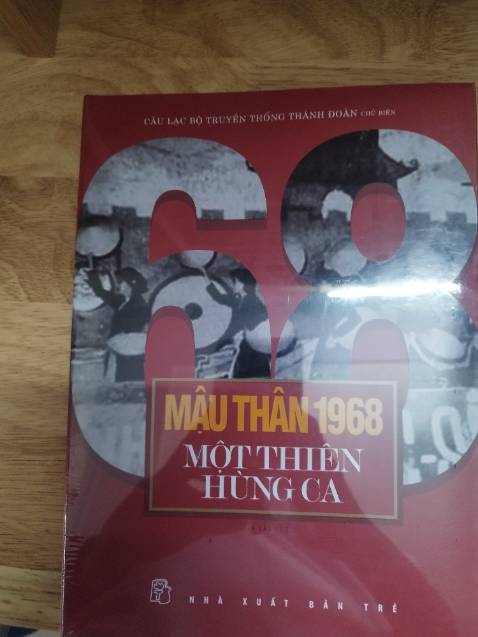 CÂU LẠC BỘ TRUYỀN THỐNG THÀNH ĐOÀN CHỦ BIÊN
68
MẬU THÂN 1968
MỘT THIÊN
HÙNG CA
NHÀ XUẤT BẢN TRẺ